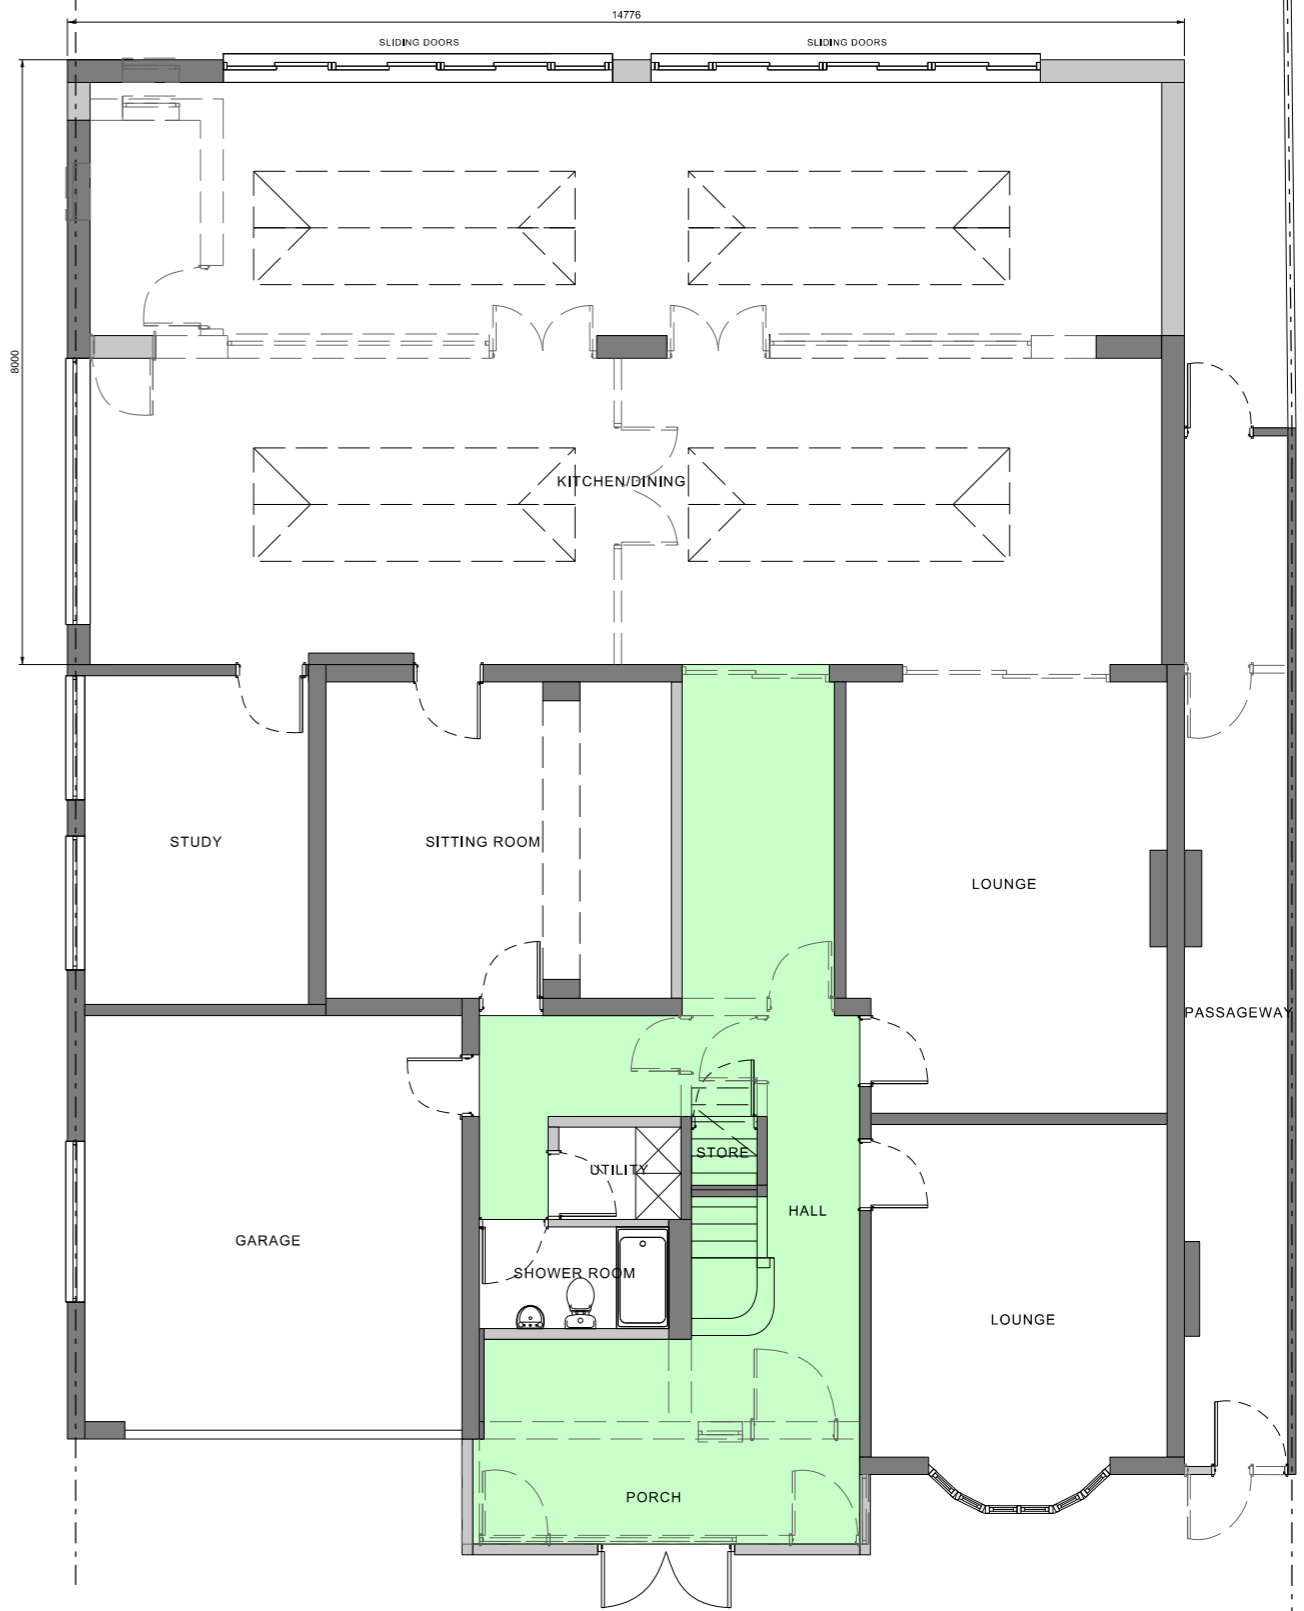 14776
SLIDING DOORS
SLIDING DOORS
8000
KITCHEN/DINING
STUDY
SITTING ROOM
LOUNGE
PASSAGEWAY
STORE
UTILITY
HALL
GARAGE
SHOWER ROOM
LOUNGE
PORCH